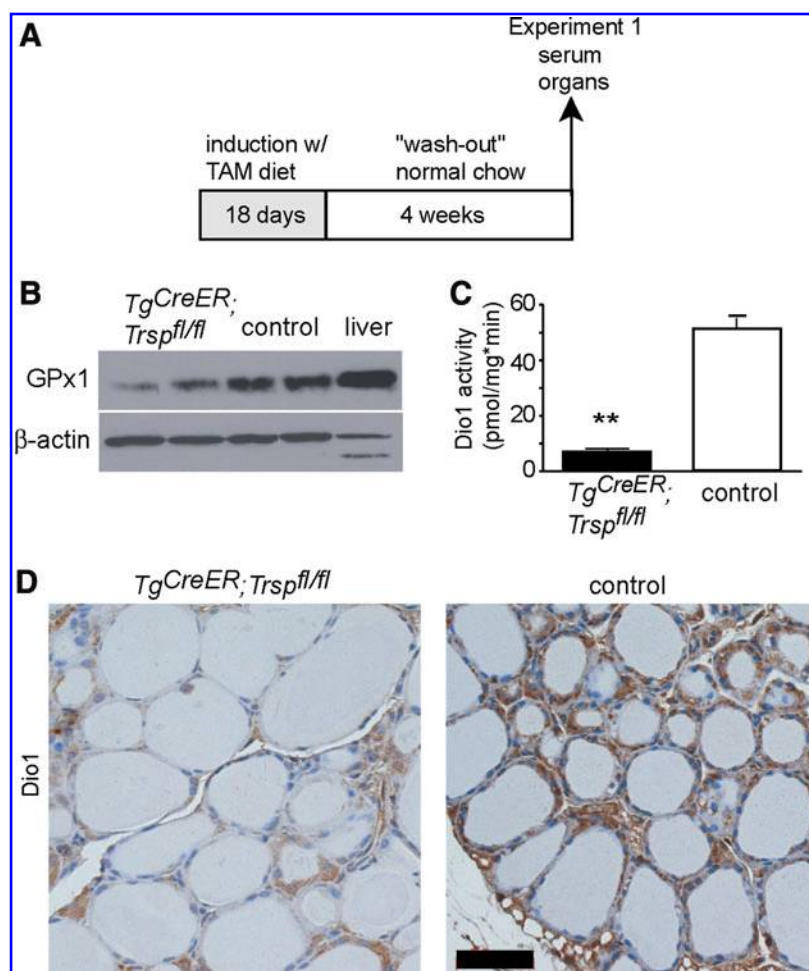 A
Experiment 1
serum
organs
induction w/
TAM diet
"wash-out"
normal chow
18 days
4 weeks
B
TgCreER;
Trspfl/fl
control
liver
GPx1
β-actin
C
Dio1 activity
(pmol/mg*min)
60
40
20
0
**
TgCreER;
Trspfl/fl
control
D
TgCreER;Trspfl/fl
control
Dio1